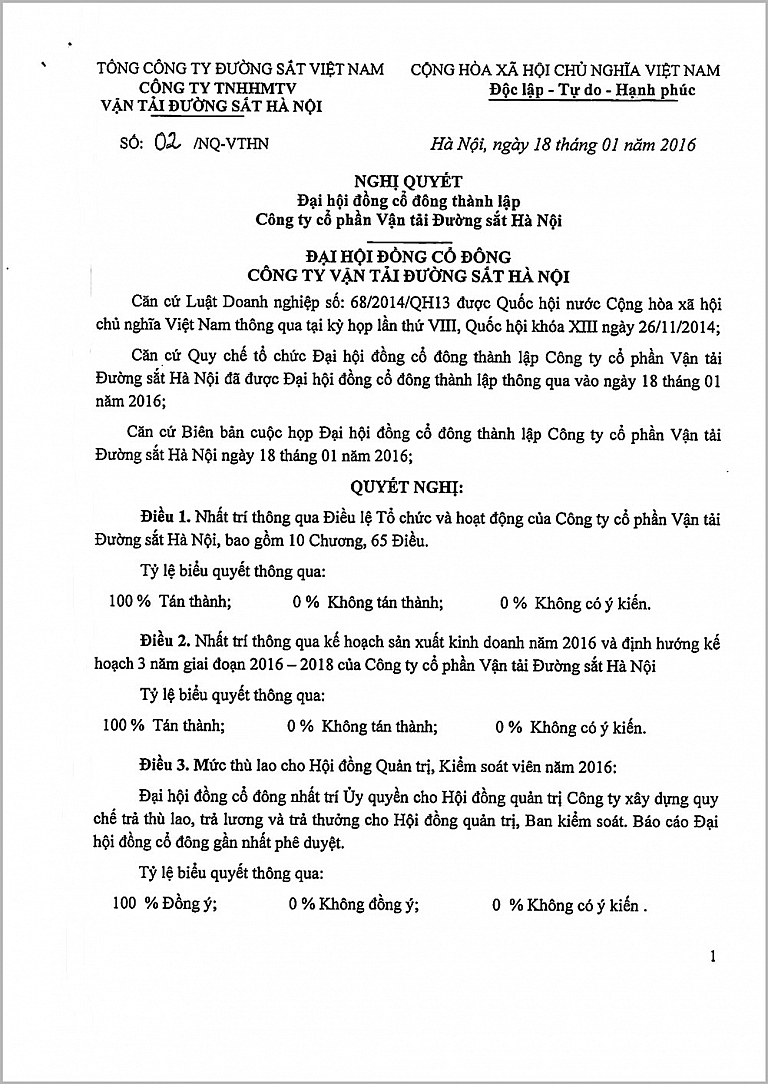 TỔNG CÔNG TY ĐƯỜNG SẮT VIỆT NAM
CÔNG TY TNHHMTV
VẬN TẢI ĐƯỜNG SẮT HÀ NỘI
CỘNG HÒA XÃ HỘI CHỦ NGHĨA VIỆT NAM
Độc lập - Tự do - Hạnh phúc
SỐ: 02 /NQ-VTHN
Hà Nội, ngày 18 tháng 01 năm 2016
NGHỊ QUYẾT
Đại hội đồng cổ đông thành lập
Công ty cổ phần Vận tải Đường sắt Hà Nội
ĐẠI HỘI ĐỒNG CỔ ĐÔNG
CÔNG TY VẬN TẢI ĐƯỜNG SẮT HÀ NỘI
Căn cứ Luật Doanh nghiệp số: 68/2014/QH13 được Quốc hội nước Cộng hòa xã hội
chủ nghĩa Việt Nam thông qua tại kỳ họp lần thứ VIII, Quốc hội khóa XIII ngày 26/11/2014;
Căn cứ Quy chế tổ chức Đại hội đồng cổ đông thành lập Công ty cổ phần Vận tải
Đường sắt Hà Nội đã được Đại hội đồng cổ đông thành lập thông qua vào ngày 18 tháng 01
năm 2016;
Căn cứ Biên bản cuộc họp Đại hội đồng cổ đông thành lập Công ty cổ phần Vận tải
Đường sắt Hà Nội ngày 18 tháng 01 năm 2016;
QUYẾT NGHỊ:
Điều 1. Nhất trí thông qua Điều lệ Tổ chức và hoạt động của Công ty cổ phần Vận tải
Đường sắt Hà Nội, bao gồm 10 Chương, 65 Điều.
Tỷ lệ biểu quyết thông qua:
100 % Tán thành; 0 % Không tán thành; 0 % Không có ý kiến.
Điều 2. Nhất trí thông qua kế hoạch sản xuất kinh doanh năm 2016 và định hướng kế
hoạch 3 năm giai đoạn 2016 – 2018 của Công ty cổ phần Vận tải Đường sắt Hà Nội
Tỷ lệ biểu quyết thông qua:
100 % Tán thành; 0 % Không tán thành; 0 % Không có ý kiến.
Điều 3. Mức thù lao cho Hội đồng Quản trị, Kiểm soát viên năm 2016:
Đại hội đồng cổ đông nhất trí Ủy quyền cho Hội đồng quản trị Công ty xây dựng quy
chế trả thù lao, trả lương và trả thưởng cho Hội đồng quản trị, Ban kiểm soát. Báo cáo Đại
hội đồng cổ đông gần nhất phê duyệt.
Tỷ lệ biểu quyết thông qua:
100 % Đồng ý; 0 % Không đồng ý; 0 % Không có ý kiến .
1